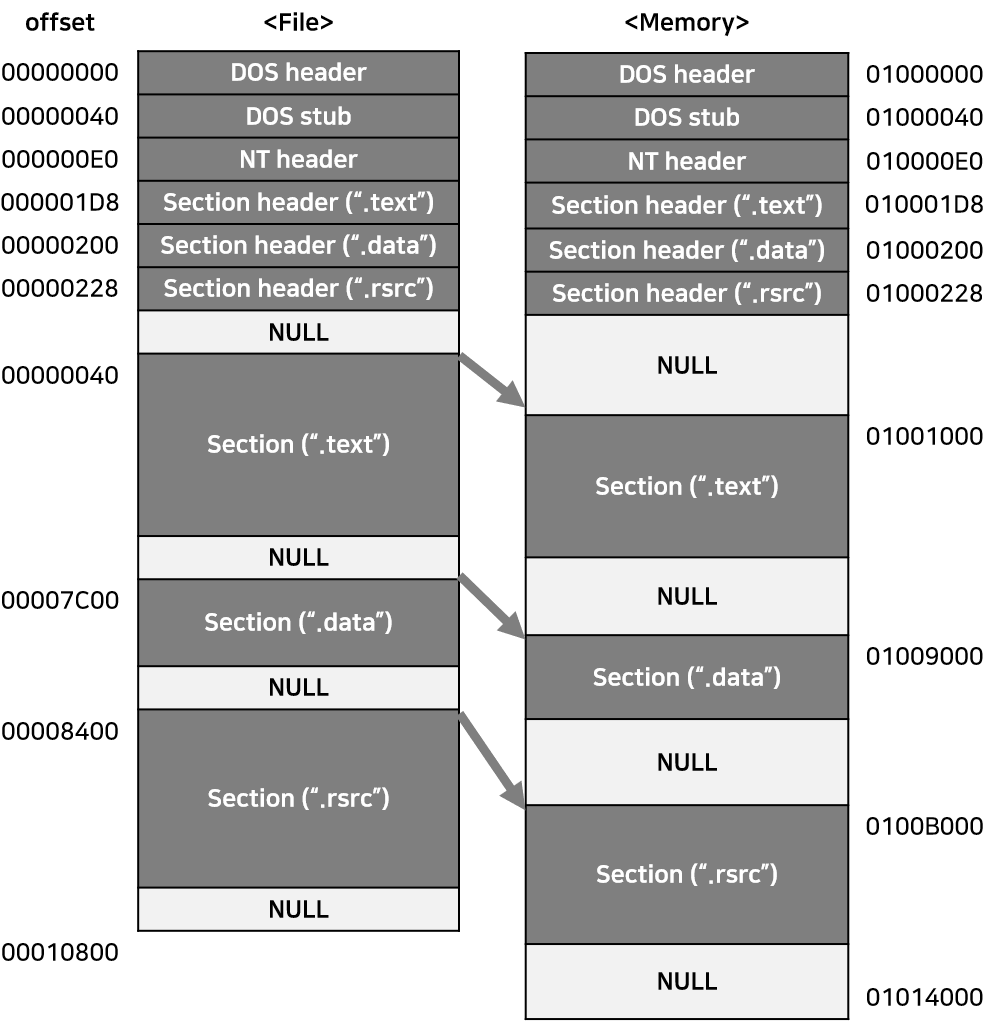 offset <File> <Memory>
00000000 DOS header DOS header 01000000
00000040 DOS stub DOS stub 01000040
000000E0 NT header NT header 010000E0
000001D8 Section header (“.text”) Section header (“.text”) 010001D8
00000200 Section header (“.data”) Section header (“.data”) 01000200
00000228 Section header (“.rsrc”) Section header (“.rsrc”) 01000228
NULL NULL
00000040 Section (“.text”) Section (“.text”) 01001000
NULL NULL
00007C00 Section (“.data”) Section (“.data”) 01009000
NULL NULL
00008400 Section (“.rsrc”) Section (“.rsrc”) 0100B000
NULL NULL
00010800 01014000